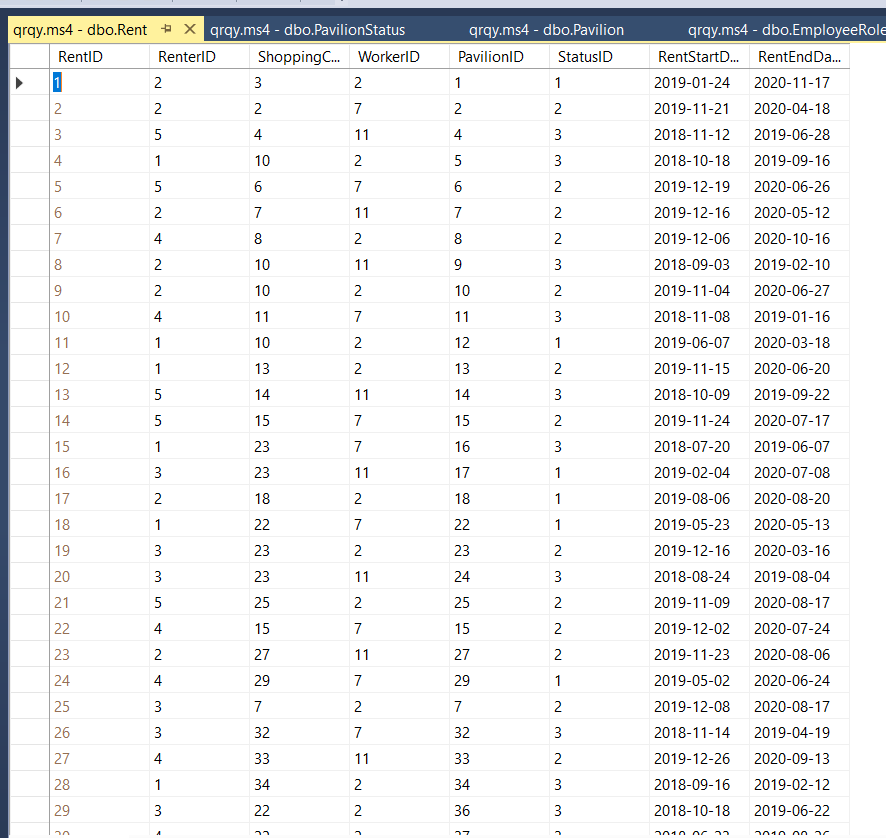 qrqy.ms4 - dbo.Rent qrqy.ms4 - dbo.PavilionStatus qrqy.ms4 - dbo.Pavilion qrqy.ms4 - dbo.EmployeeRole
RentID RenterID ShoppingC... WorkerID PavilionID StatusID RentStartD... RentEndDa...
1 2 3 2 1 1 2019-01-24 2020-11-17
2 2 2 7 2 2 2019-11-21 2020-04-18
3 5 4 11 4 3 2018-11-12 2019-06-28
4 1 10 2 5 3 2018-10-18 2019-09-16
5 5 6 7 6 2 2019-12-19 2020-06-26
6 2 7 11 7 2 2019-12-16 2020-05-12
7 4 8 2 8 2 2019-12-06 2020-10-16
8 2 10 11 9 3 2018-09-03 2019-02-10
9 2 10 2 10 2 2019-11-04 2020-06-27
10 4 11 7 11 3 2018-11-08 2019-01-16
11 1 10 2 12 1 2019-06-07 2020-03-18
12 1 13 2 13 2 2019-11-15 2020-06-20
13 5 14 11 14 3 2018-10-09 2019-09-22
14 5 15 7 15 2 2019-11-24 2020-07-17
15 1 23 7 16 3 2018-07-20 2019-06-07
16 3 23 11 17 1 2019-02-04 2020-07-08
17 2 18 2 18 1 2019-08-06 2020-08-20
18 1 22 7 22 1 2019-05-23 2020-05-13
19 3 23 2 23 2 2019-12-16 2020-03-16
20 3 23 11 24 3 2018-08-24 2019-08-04
21 5 25 2 25 2 2019-11-09 2020-08-17
22 4 15 7 15 2 2019-12-02 2020-07-24
23 2 27 11 27 2 2019-11-23 2020-08-06
24 4 29 7 29 1 2019-05-02 2020-06-24
25 3 7 2 7 2 2019-12-08 2020-08-17
26 3 32 7 32 3 2018-11-14 2019-04-19
27 4 33 11 33 2 2019-12-26 2020-09-13
28 1 34 2 34 3 2018-09-16 2019-02-12
29 3 22 2 36 3 2018-10-18 2019-06-22